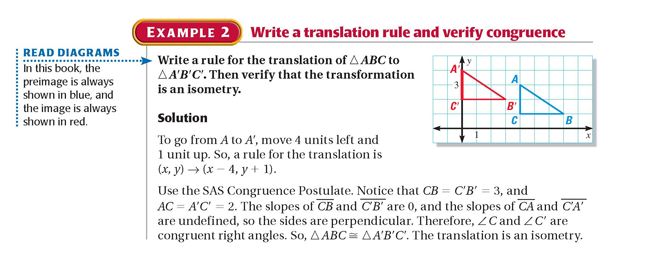 EXAMPLE 2 Write a translation rule and verify congruence
READ DIAGRAMS
In this book, the
preimage is always
shown in blue, and
the image is always
shown in red.
Write a rule for the translation of △ABC to
△A′B′C′. Then verify that the transformation
is an isometry.
Solution
To go from A to A′, move 4 units left and
1 unit up. So, a rule for the translation is
(x, y) → (x − 4, y + 1).
A′ y
A
3
C′ B′
C B
1 x
Use the SAS Congruence Postulate. Notice that CB = C′B′ = 3, and
AC = A′C′ = 2. The slopes of C̅B̅ and C̅′B̅′ are 0, and the slopes of C̅A̅ and C̅′A̅′
are undefined, so the sides are perpendicular. Therefore, ∠C and ∠C′ are
congruent right angles. So, △ABC ≅ △A′B′C′. The translation is an isometry.